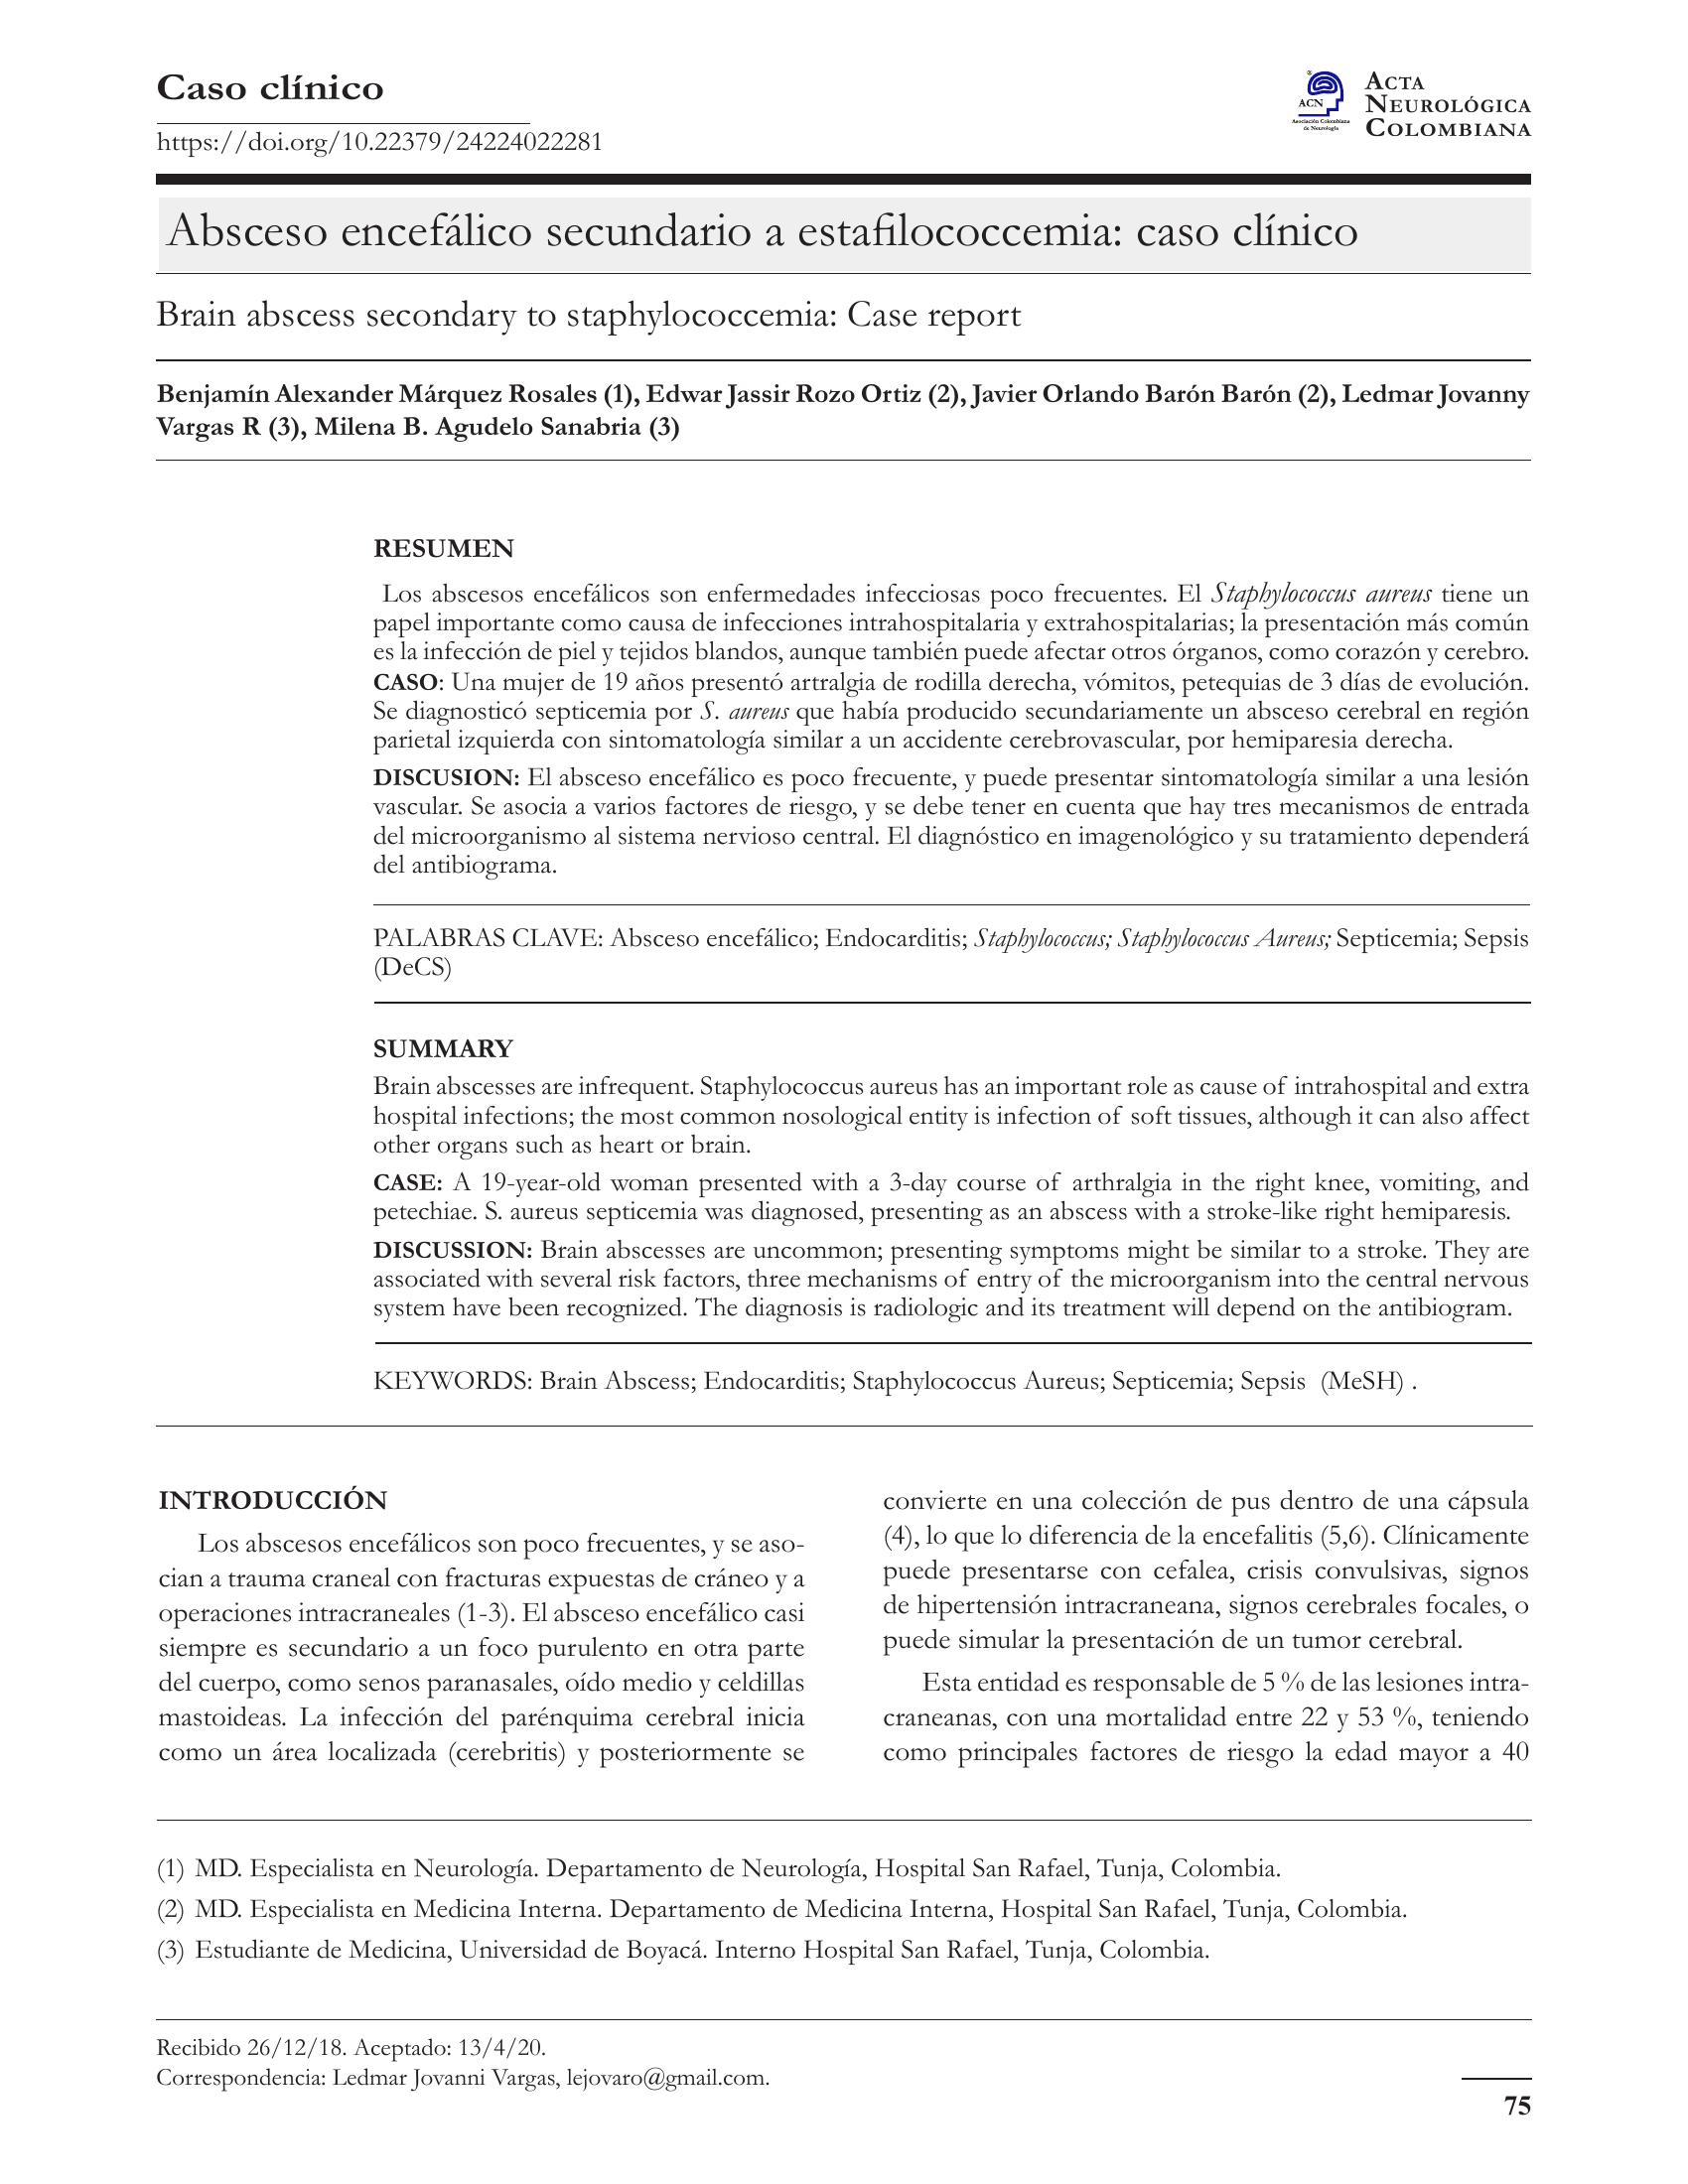 Caso clínico
https://doi.org/10.22379/24224022281
ACN
Asociación Colombiana
de Neurología
Acta
Neurológica
Colombiana
Absceso encefálico secundario a estafilococcemia: caso clínico
Brain abscess secondary to staphylococcemia: Case report
Benjamín Alexander Márquez Rosales (1), Edwar Jassir Rozo Ortiz (2), Javier Orlando Barón Barón (2), Ledmar Jovanny
Vargas R (3), Milena B. Agudelo Sanabria (3)
RESUMEN
Los abscesos encefálicos son enfermedades infecciosas poco frecuentes. El Staphylococcus aureus tiene un
papel importante como causa de infecciones intrahospitalaria y extrahospitalarias; la presentación más común
es la infección de piel y tejidos blandos, aunque también puede afectar otros órganos, como corazón y cerebro.
CASO: Una mujer de 19 años presentó artralgia de rodilla derecha, vómitos, petequias de 3 días de evolución.
Se diagnosticó septicemia por S. aureus que había producido secundariamente un absceso cerebral en región
parietal izquierda con sintomatología similar a un accidente cerebrovascular, por hemiparesia derecha.
DISCUSION: El absceso encefálico es poco frecuente, y puede presentar sintomatología similar a una lesión
vascular. Se asocia a varios factores de riesgo, y se debe tener en cuenta que hay tres mecanismos de entrada
del microorganismo al sistema nervioso central. El diagnóstico en imagenológico y su tratamiento dependerá
del antibiograma.
PALABRAS CLAVE: Absceso encefálico; Endocarditis; Staphylococcus; Staphylococcus Aureus; Septicemia; Sepsis
(DeCS)
SUMMARY
Brain abscesses are infrequent. Staphylococcus aureus has an important role as cause of intrahospital and extra
hospital infections; the most common nosological entity is infection of soft tissues, although it can also affect
other organs such as heart or brain.
CASE: A 19-year-old woman presented with a 3-day course of arthralgia in the right knee, vomiting, and
petechiae. S. aureus septicemia was diagnosed, presenting as an abscess with a stroke-like right hemiparesis.
DISCUSSION: Brain abscesses are uncommon; presenting symptoms might be similar to a stroke. They are
associated with several risk factors, three mechanisms of entry of the microorganism into the central nervous
system have been recognized. The diagnosis is radiologic and its treatment will depend on the antibiogram.
KEYWORDS: Brain Abscess; Endocarditis; Staphylococcus Aureus; Septicemia; Sepsis (MeSH) .
INTRODUCCIÓN
Los abscesos encefálicos son poco frecuentes, y se aso-
cian a trauma craneal con fracturas expuestas de cráneo y a
operaciones intracraneales (1-3). El absceso encefálico casi
siempre es secundario a un foco purulento en otra parte
del cuerpo, como senos paranasales, oído medio y celdillas
mastoideas. La infección del parénquima cerebral inicia
como un área localizada (cerebritis) y posteriormente se
convierte en una colección de pus dentro de una cápsula
(4), lo que lo diferencia de la encefalitis (5,6). Clínicamente
puede presentarse con cefalea, crisis convulsivas, signos
de hipertensión intracraneana, signos cerebrales focales, o
puede simular la presentación de un tumor cerebral.
Esta entidad es responsable de 5 % de las lesiones intra-
craneanas, con una mortalidad entre 22 y 53 %, teniendo
como principales factores de riesgo la edad mayor a 40
(1) MD. Especialista en Neurología. Departamento de Neurología, Hospital San Rafael, Tunja, Colombia.
(2) MD. Especialista en Medicina Interna. Departamento de Medicina Interna, Hospital San Rafael, Tunja, Colombia.
(3) Estudiante de Medicina, Universidad de Boyacá. Interno Hospital San Rafael, Tunja, Colombia.
Recibido 26/12/18. Aceptado: 13/4/20.
Correspondencia: Ledmar Jovanni Vargas, lejovaro@gmail.com.
75